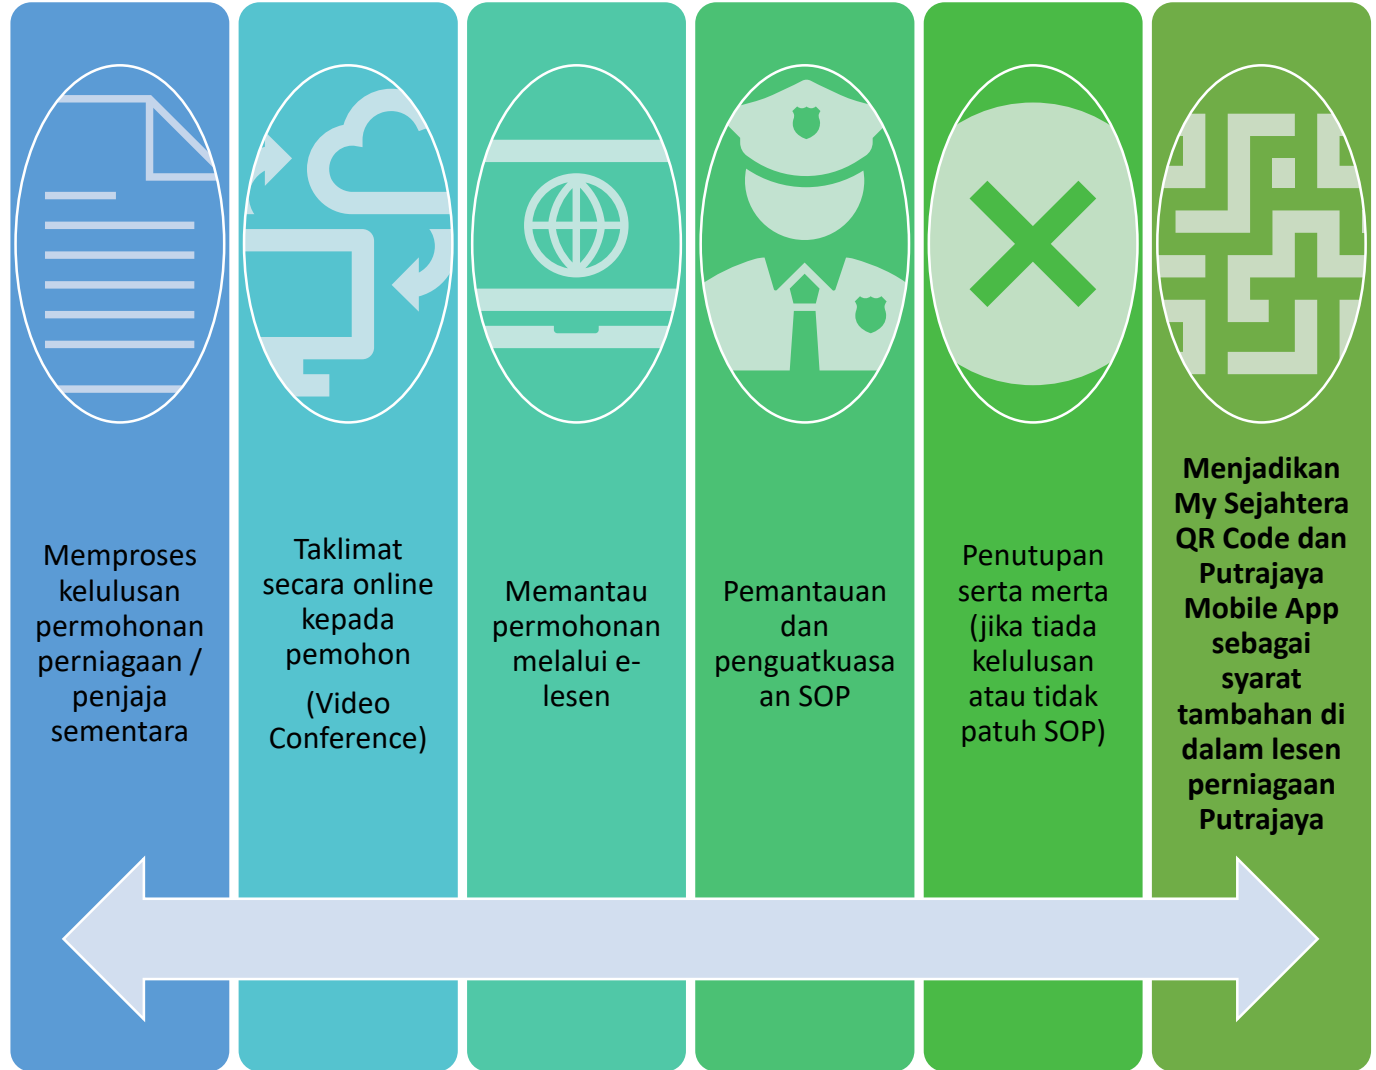 Memproses
kelulusan
permohonan
perniagaan /
penjaja
sementara
Taklimat
secara online
kepada
pemohon
(Video
Conference)
Memantau
permohonan
melalui e-
lesen
Pemantauan
dan
penguatkuasa
an SOP
Penutupan
serta merta
(jika tiada
kelulusan
atau tidak
patuh SOP)
Menjadikan
My Sejahtera
QR Code dan
Putrajaya
Mobile App
sebagai
syarat
tambahan di
dalam lesen
perniagaan
Putrajaya